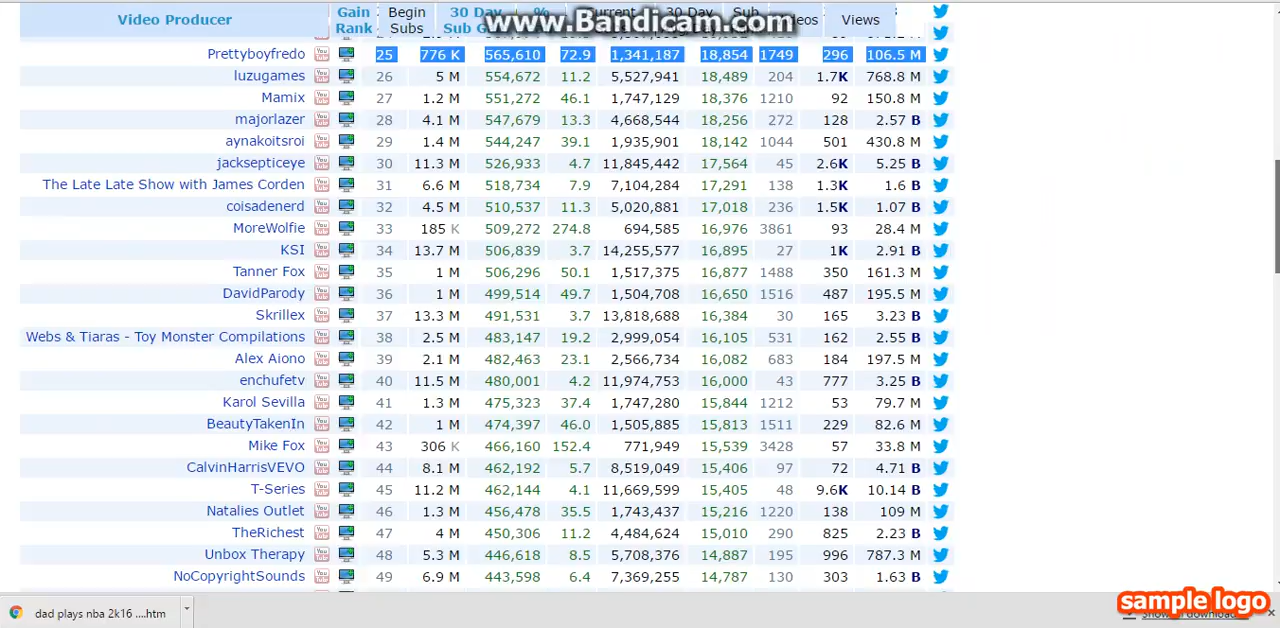 Video Producer Gain Rank Begin Subs 30 Day Sub % Current 30 Day Sub Views
www.Bandicam.com
Prettyboyfredo 25 776 K 565,610 72.9 1,341,187 18,854 1749 296 106.5 M
luzugames 26 5 M 554,672 11.2 5,527,941 18,489 204 1.7K 768.8 M
Mamix 27 1.2 M 551,272 46.1 1,747,129 18,376 1210 92 150.8 M
majorlazer 28 4.1 M 547,679 13.3 4,668,544 18,256 272 128 2.57 B
aynakoitsroi 29 1.4 M 544,247 39.1 1,935,901 18,142 1044 501 430.8 M
jacksepticeye 30 11.3 M 526,933 4.7 11,845,442 17,564 45 2.6K 5.25 B
The Late Late Show with James Corden 31 6.6 M 518,734 7.9 7,104,284 17,291 138 1.3K 1.6 B
coisadenerd 32 4.5 M 510,537 11.3 5,020,881 17,018 236 1.5K 1.07 B
MoreWolfie 33 185 K 509,272 274.8 694,585 16,976 3861 93 28.4 M
KSI 34 13.7 M 506,839 3.7 14,255,577 16,895 27 1K 2.91 B
Tanner Fox 35 1 M 506,296 50.1 1,517,375 16,877 1488 350 161.3 M
DavidParody 36 1 M 499,514 49.7 1,504,708 16,650 1516 487 195.5 M
Skrillex 37 13.3 M 491,531 3.7 13,818,688 16,384 30 165 3.23 B
Webs & Tiaras - Toy Monster Compilations 38 2.5 M 483,147 19.2 2,999,054 16,105 531 162 2.55 B
Alex Aiono 39 2.1 M 482,463 23.1 2,566,734 16,082 683 184 197.5 M
enchufetv 40 11.5 M 480,001 4.2 11,974,753 16,000 43 777 3.25 B
Karol Sevilla 41 1.3 M 475,323 37.4 1,747,280 15,844 1212 53 79.7 M
BeautyTakenIn 42 1 M 474,397 46.0 1,505,885 15,813 1511 229 82.6 M
Mike Fox 43 306 K 466,160 152.4 771,949 15,539 3428 57 33.8 M
CalvinHarrisVEVO 44 8.1 M 462,192 5.7 8,519,049 15,406 97 72 4.71 B
T-Series 45 11.2 M 462,144 4.1 11,669,599 15,405 48 9.6K 10.14 B
Natalies Outlet 46 1.3 M 456,478 35.5 1,743,437 15,216 1220 138 109 M
TheRichest 47 4 M 450,306 11.2 4,484,624 15,010 290 825 2.23 B
Unbox Therapy 48 5.3 M 446,618 8.5 5,708,376 14,887 195 996 787.3 M
NoCopyrightSounds 49 6.9 M 443,598 6.4 7,369,255 14,787 130 303 1.63 B
dad plays nba 2k16 ....htm
sample logo